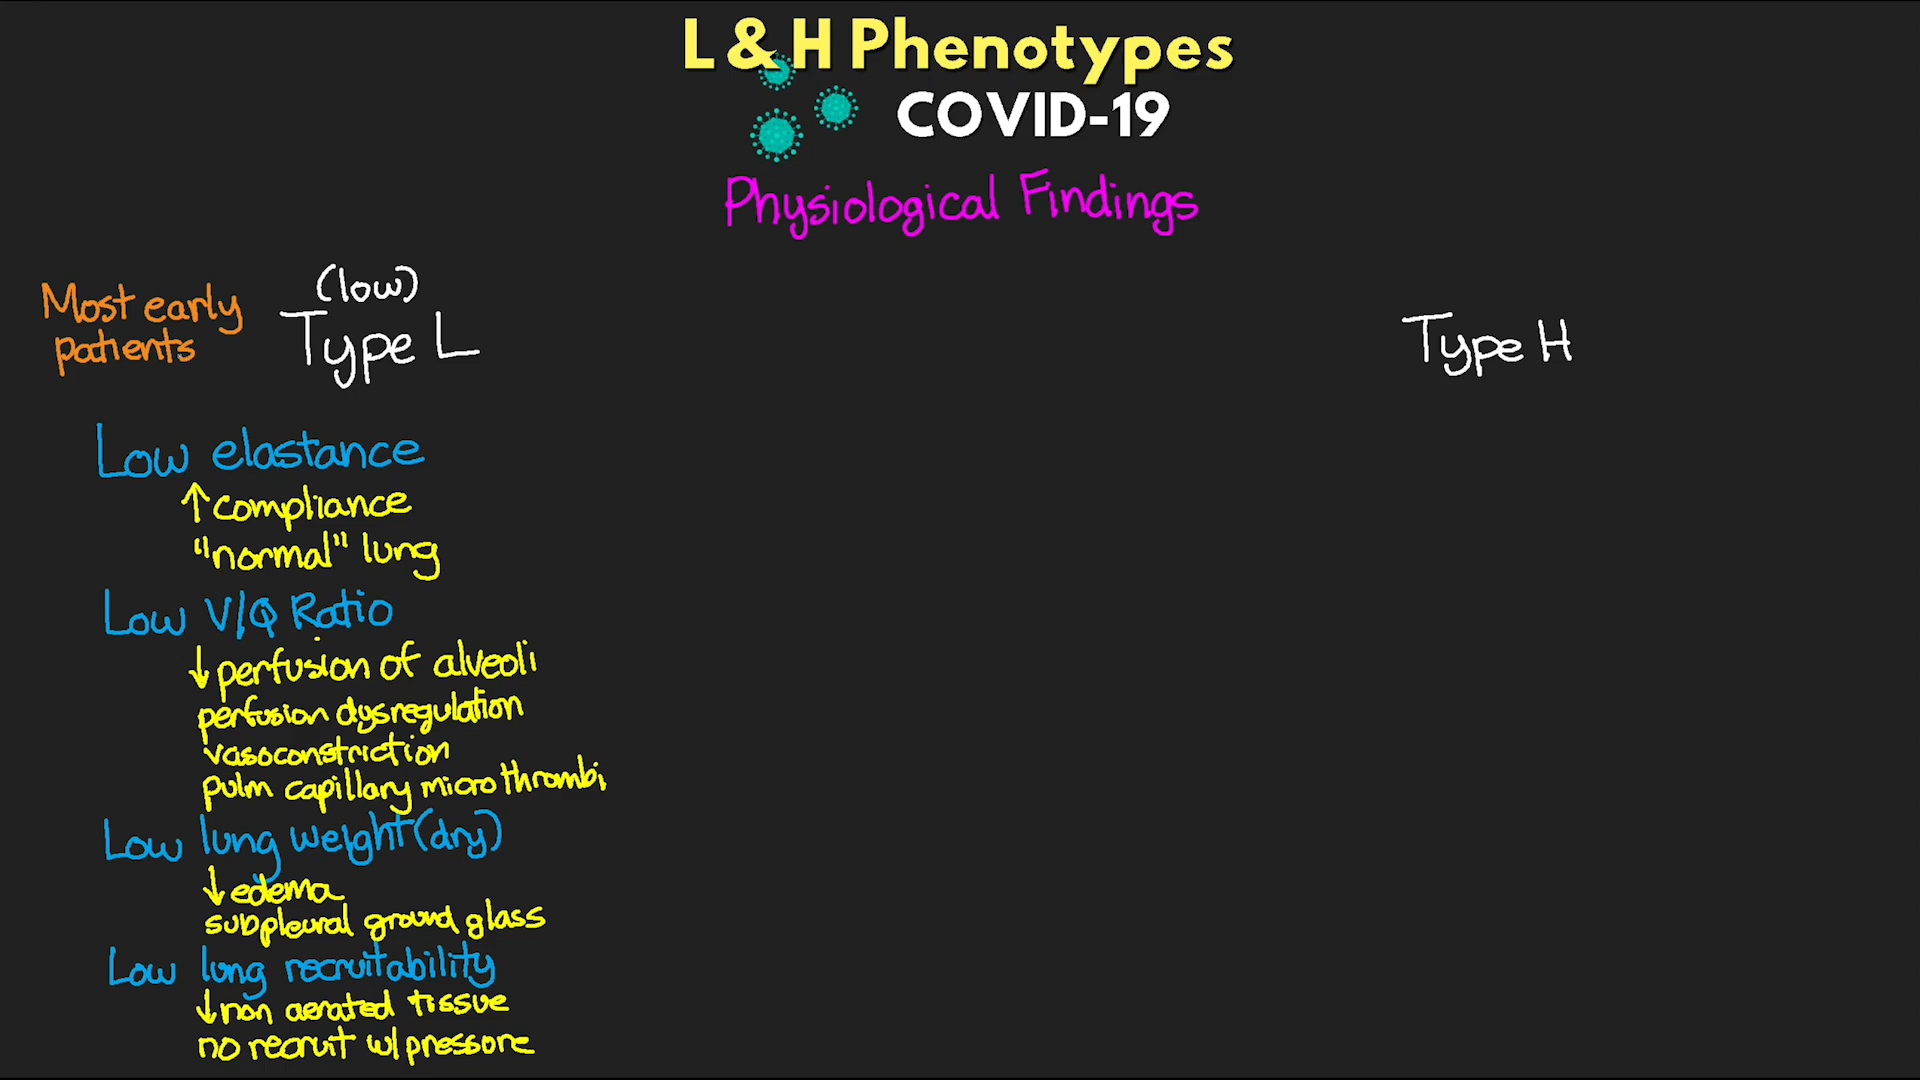 L & H Phenotypes
COVID-19
Physiological Findings
Most early
patients
(low)
Type L
Type H
Low elastance
↑ compliance
"normal" lung
Low V/Q Ratio
↓ perfusion of alveoli
perfusion dysregulation
vasoconstriction
pulm capillary micro thrombi
Low lung weight (dry)
↓ edema
subpleural ground glass
Low lung recruitability
↓ non aerated tissue
no recruit w/ pressure